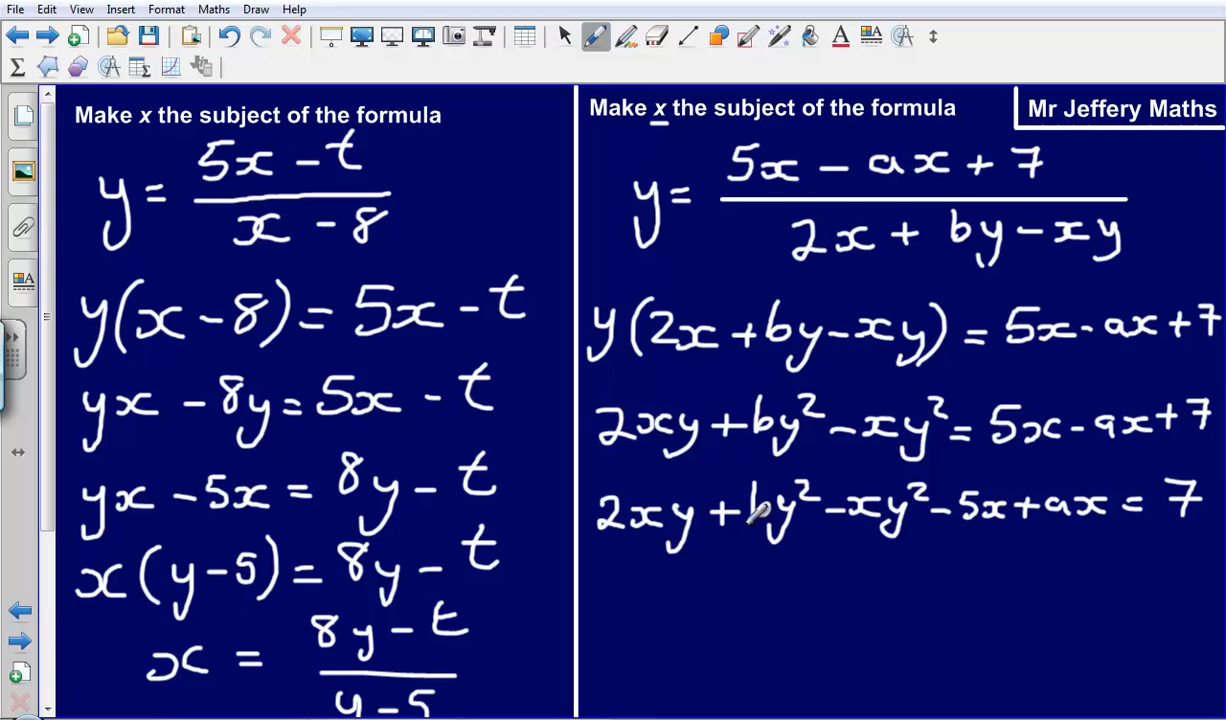 File Edit View Insert Format Maths Draw Help
Make x the subject of the formula
y = (5x - t)/(x - 8)
y(x - 8) = 5x - t
yx - 8y = 5x - t
yx - 5x = 8y - t
x(y - 5) = 8y - t
x = (8y - t)/(y - 5)
Make x the subject of the formula
Mr Jeffery Maths
y = (5x - ax + 7)/(2x + by - xy)
y(2x + by - xy) = 5x - ax + 7
2xy + by² - xy² = 5x - ax + 7
2xy + by² - xy² - 5x + ax = 7